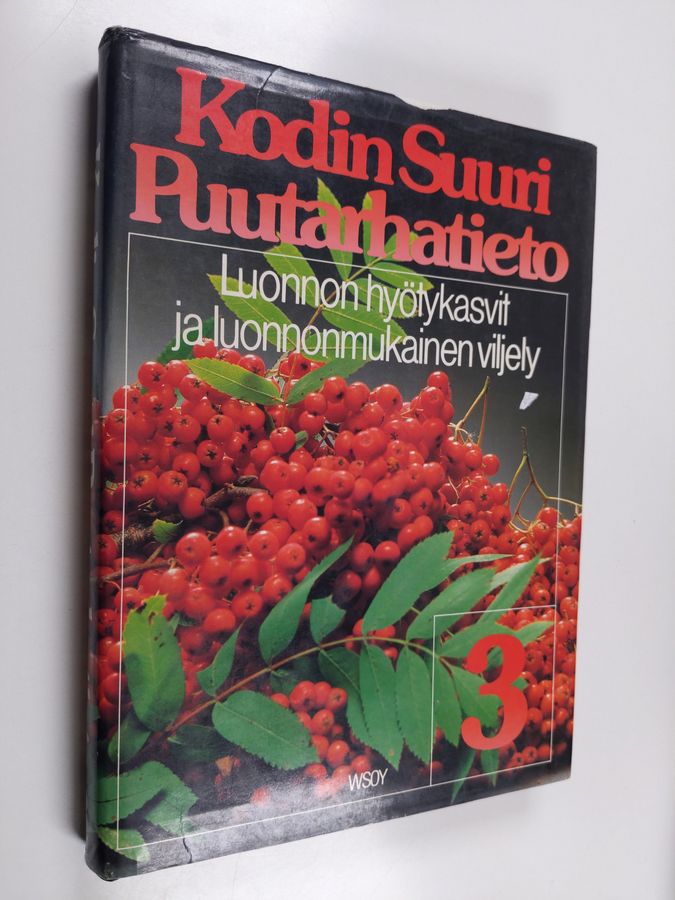 Kodin Suuri
Puutarhatieto
Luonnon hyötykasvit
ja luonnonmukainen viljely
3
WSOY